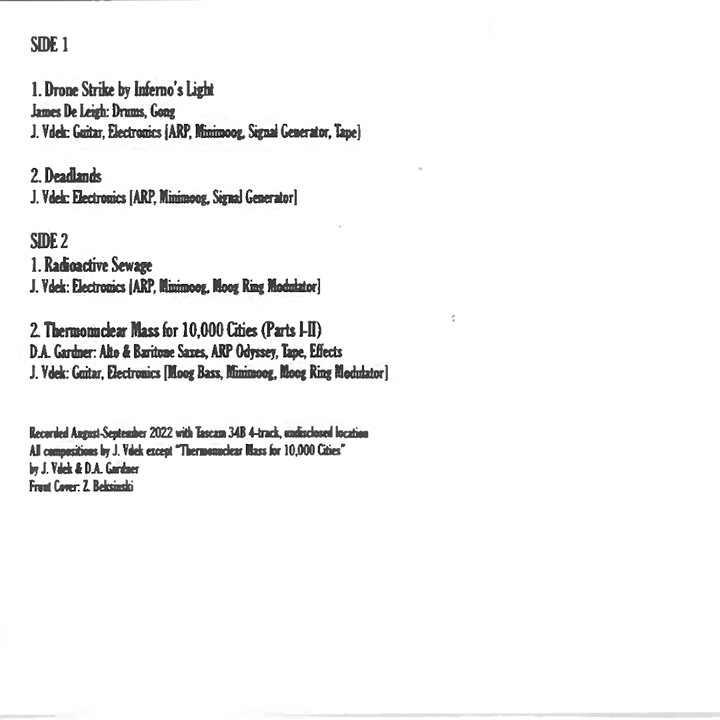 SIDE 1
1. Drone Strike by Inferno's Light
James De Leigh: Drums, Gong
J. Vdek: Guitar, Electronics [ARP, Minimoog, Signal Generator, Tape]
2. Deadlands
J. Vdek: Electronics [ARP, Minimoog, Signal Generator]
SIDE 2
1. Radioactive Sewage
J. Vdek: Electronics [ARP, Minimoog, Moog Ring Modulator]
2. Thermonuclear Mass for 10,000 Cities (Parts I-II)
D.A. Gardner: Alto & Baritone Saxes, ARP Odyssey, Tape, Effects
J. Vdek: Guitar, Electronics [Moog Bass, Minimoog, Moog Ring Modulator]
Recorded August-September 2022 with Tascam 34B 4-track, undisclosed location
All compositions by J. Vdek except "Thermonuclear Mass for 10,000 Cities"
by J. Vdek & D.A. Gardner
Front Cover: Z. Beksinski